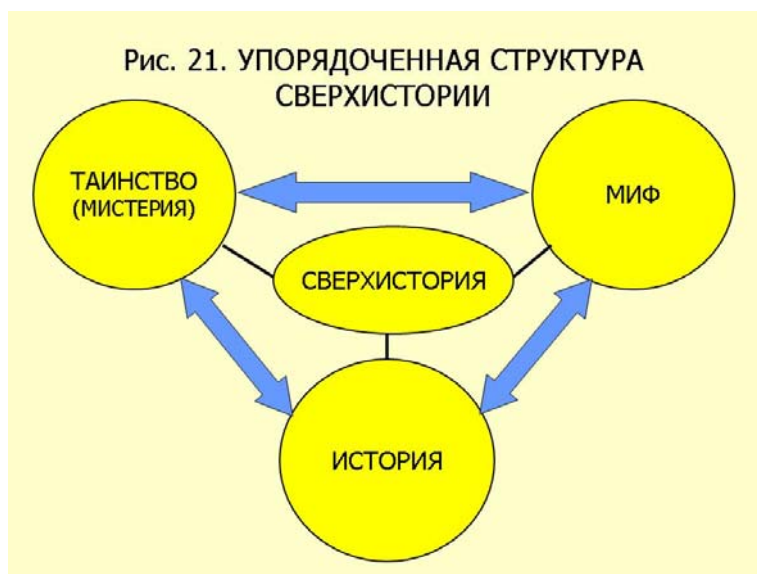 Рис. 21. УПОРЯДОЧЕННАЯ СТРУКТУРА
СВЕРХИСТОРИИ
ТАИНСТВО
(МИСТЕРИЯ)
МИФ
СВЕРХИСТОРИЯ
ИСТОРИЯ